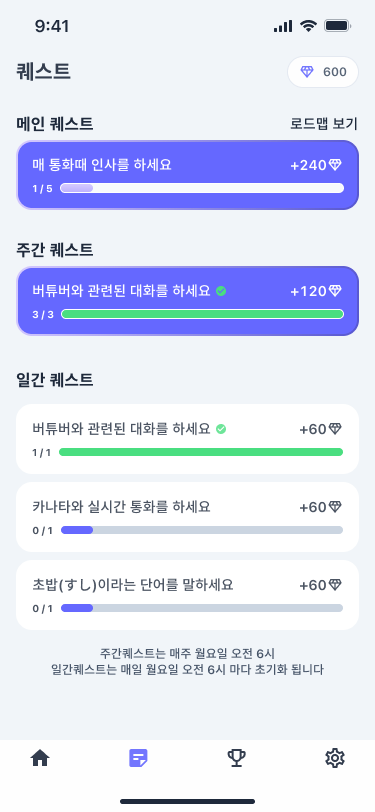 9:41
퀘스트
600
메인 퀘스트 로드맵 보기
매 통화때 인사를 하세요 +240
1 / 5
주간 퀘스트
버튜버와 관련된 대화를 하세요 +120
3 / 3
일간 퀘스트
버튜버와 관련된 대화를 하세요 +60
1 / 1
카나타와 실시간 통화를 하세요 +60
0 / 1
초밥(すし)이라는 단어를 말하세요 +60
0 / 1
주간퀘스트는 매주 월요일 오전 6시
일간퀘스트는 매일 월요일 오전 6시 마다 초기화 됩니다